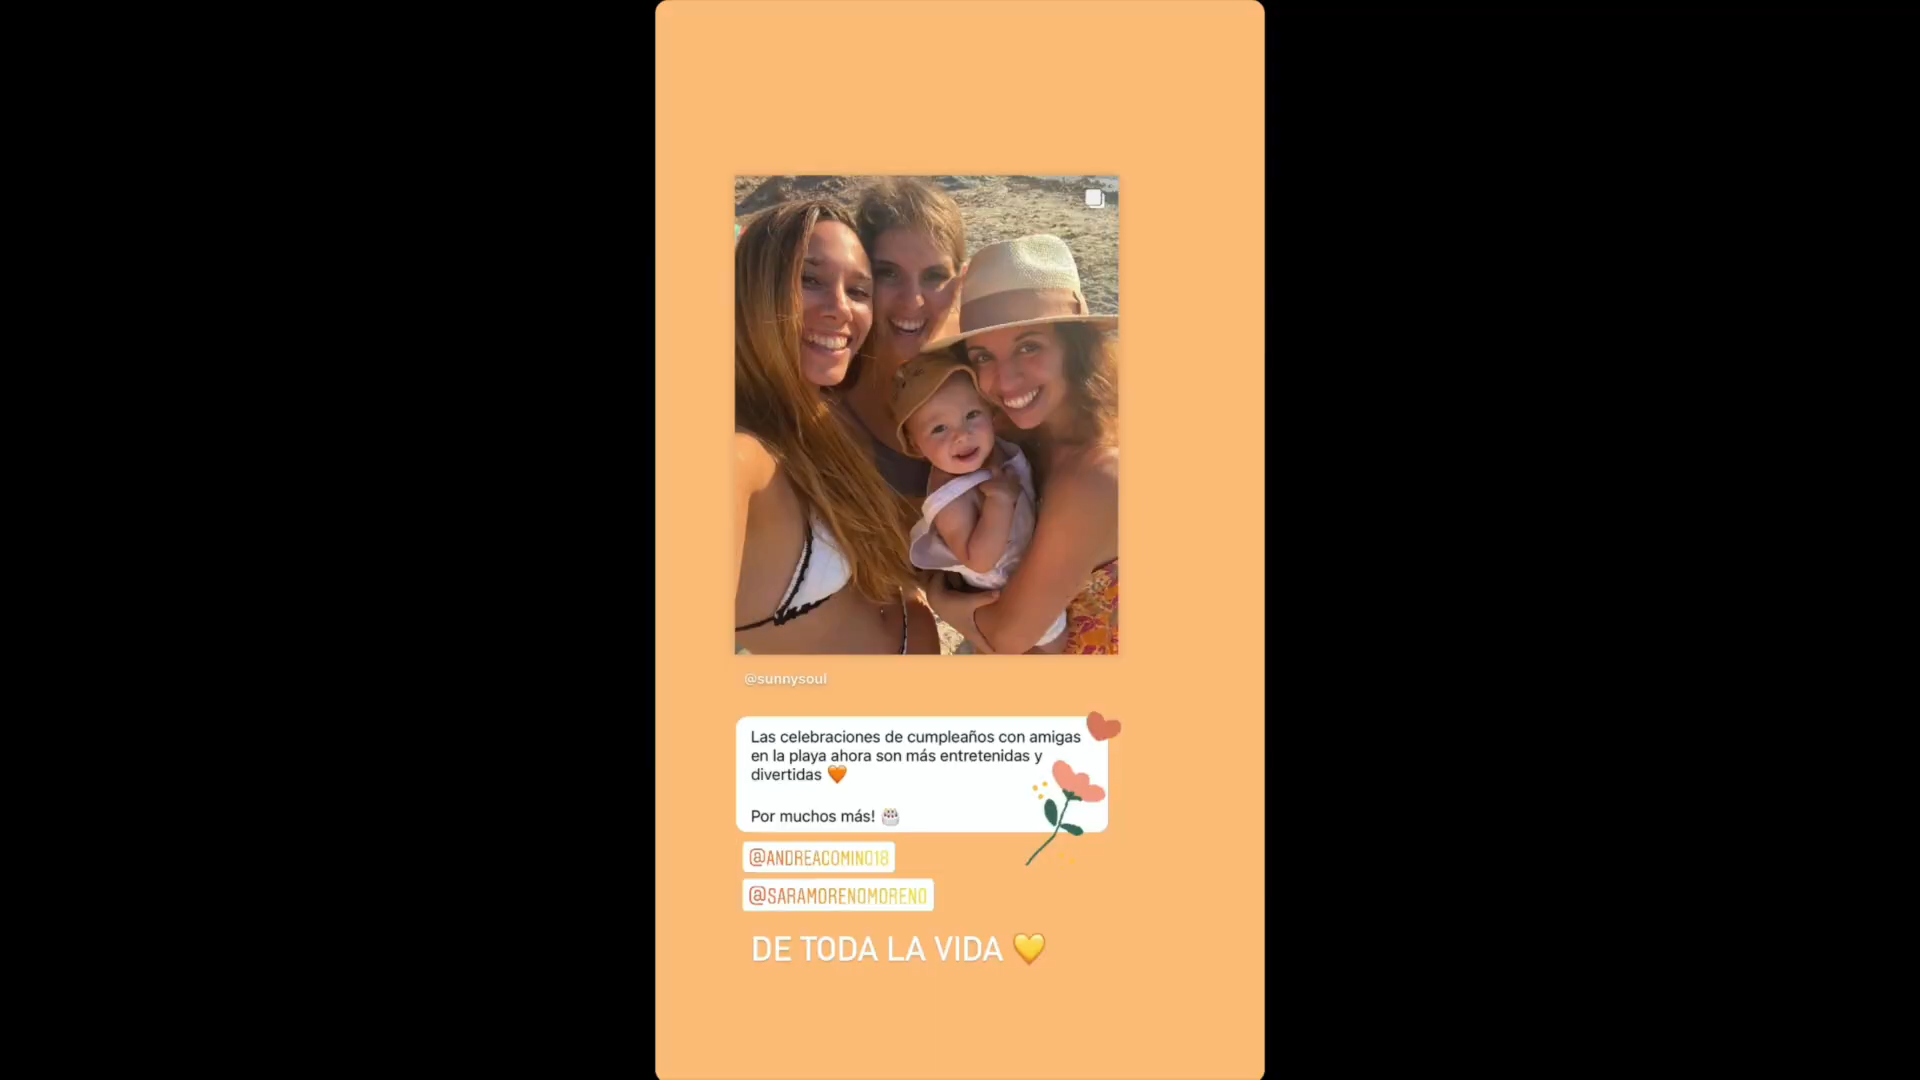 @sunnysoul
Las celebraciones de cumpleaños con amigas
en la playa ahora son más entretenidas y
divertidas 🧡
Por muchos más! 🎂
@ANDREACOMINO18
@SARAMORENOMORENO
DE TODA LA VIDA 💛